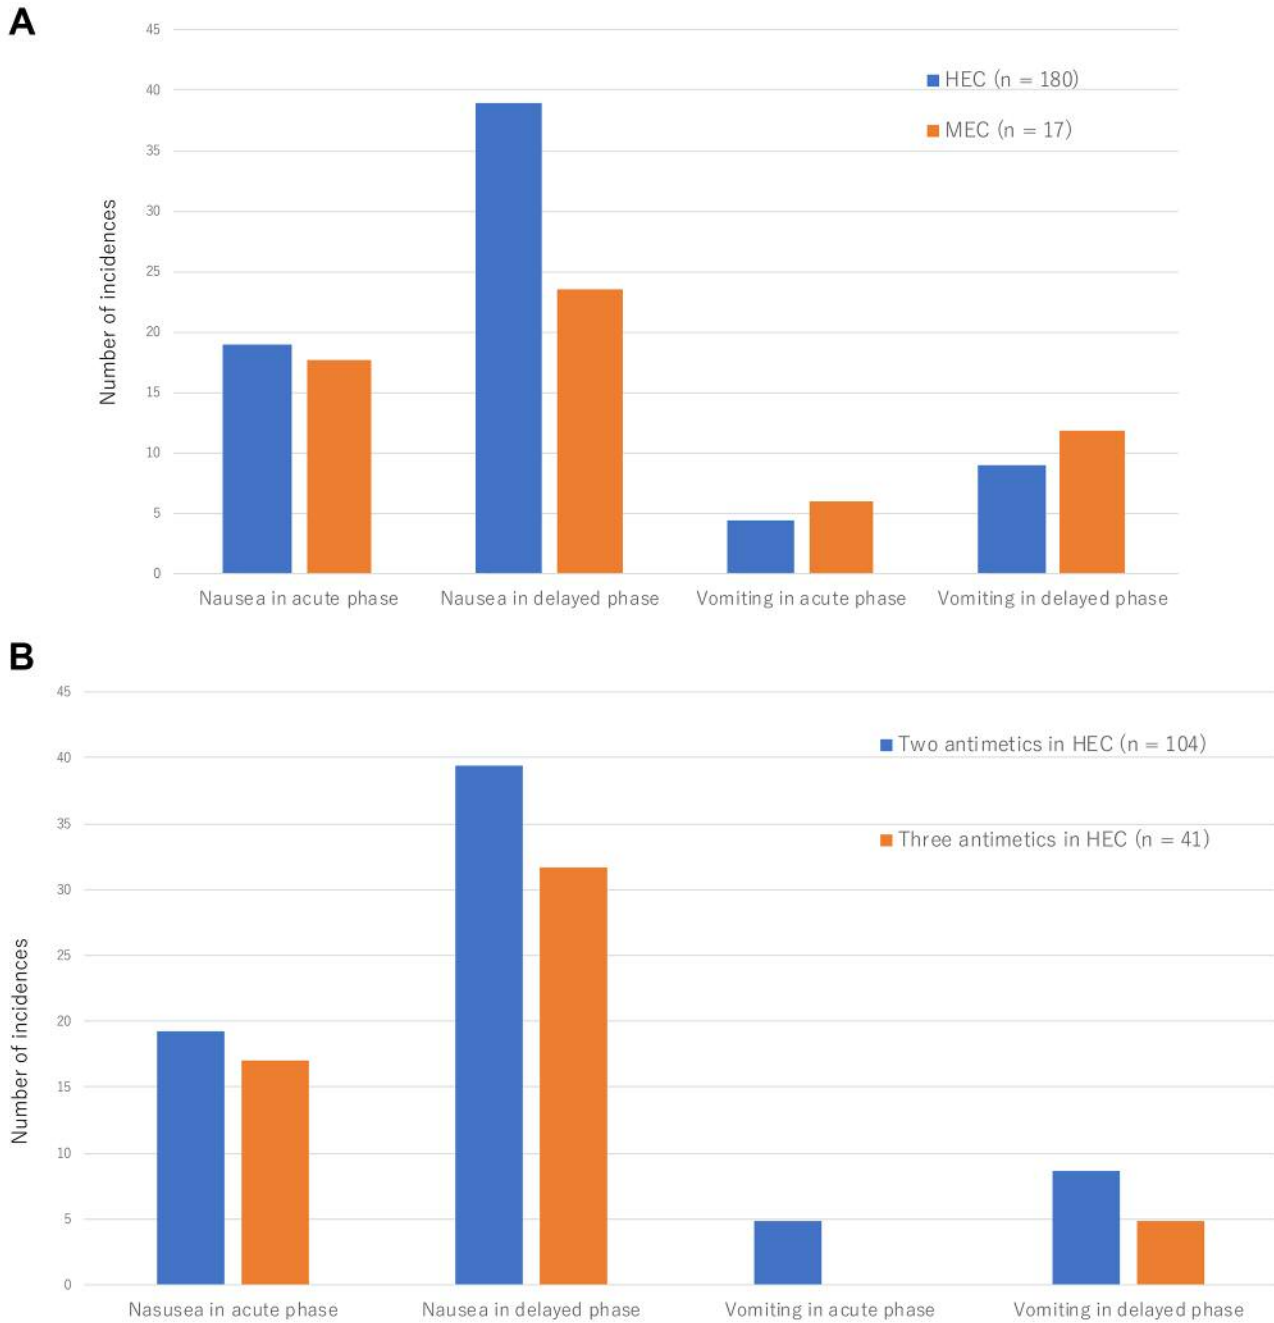 A
45
40
35
30
25
20
15
10
5
0
Number of incidences
HEC (n = 180)
MEC (n = 17)
Nausea in acute phase
Nausea in delayed phase
Vomiting in acute phase
Vomiting in delayed phase
B
45
40
35
30
25
20
15
10
5
0
Number of incidences
Two antimetics in HEC (n = 104)
Three antimetics in HEC (n = 41)
Nasusea in acute phase
Nausea in delayed phase
Vomiting in acute phase
Vomiting in delayed phase